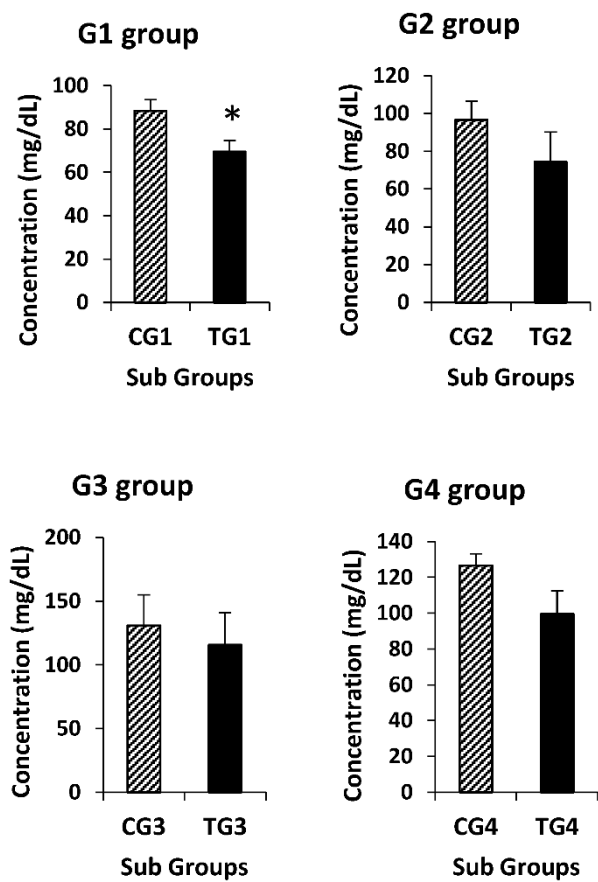 G1 group
Concentration (mg/dL)
100
80
60
40
20
0
*
CG1 TG1
Sub Groups
G2 group
Concentration (mg/dL)
120
100
80
60
40
20
0
CG2 TG2
Sub Groups
G3 group
Concentration (mg/dL)
200
150
100
50
0
CG3 TG3
Sub Groups
G4 group
Concentration (mg/dL)
140
120
100
80
60
40
20
0
CG4 TG4
Sub Groups